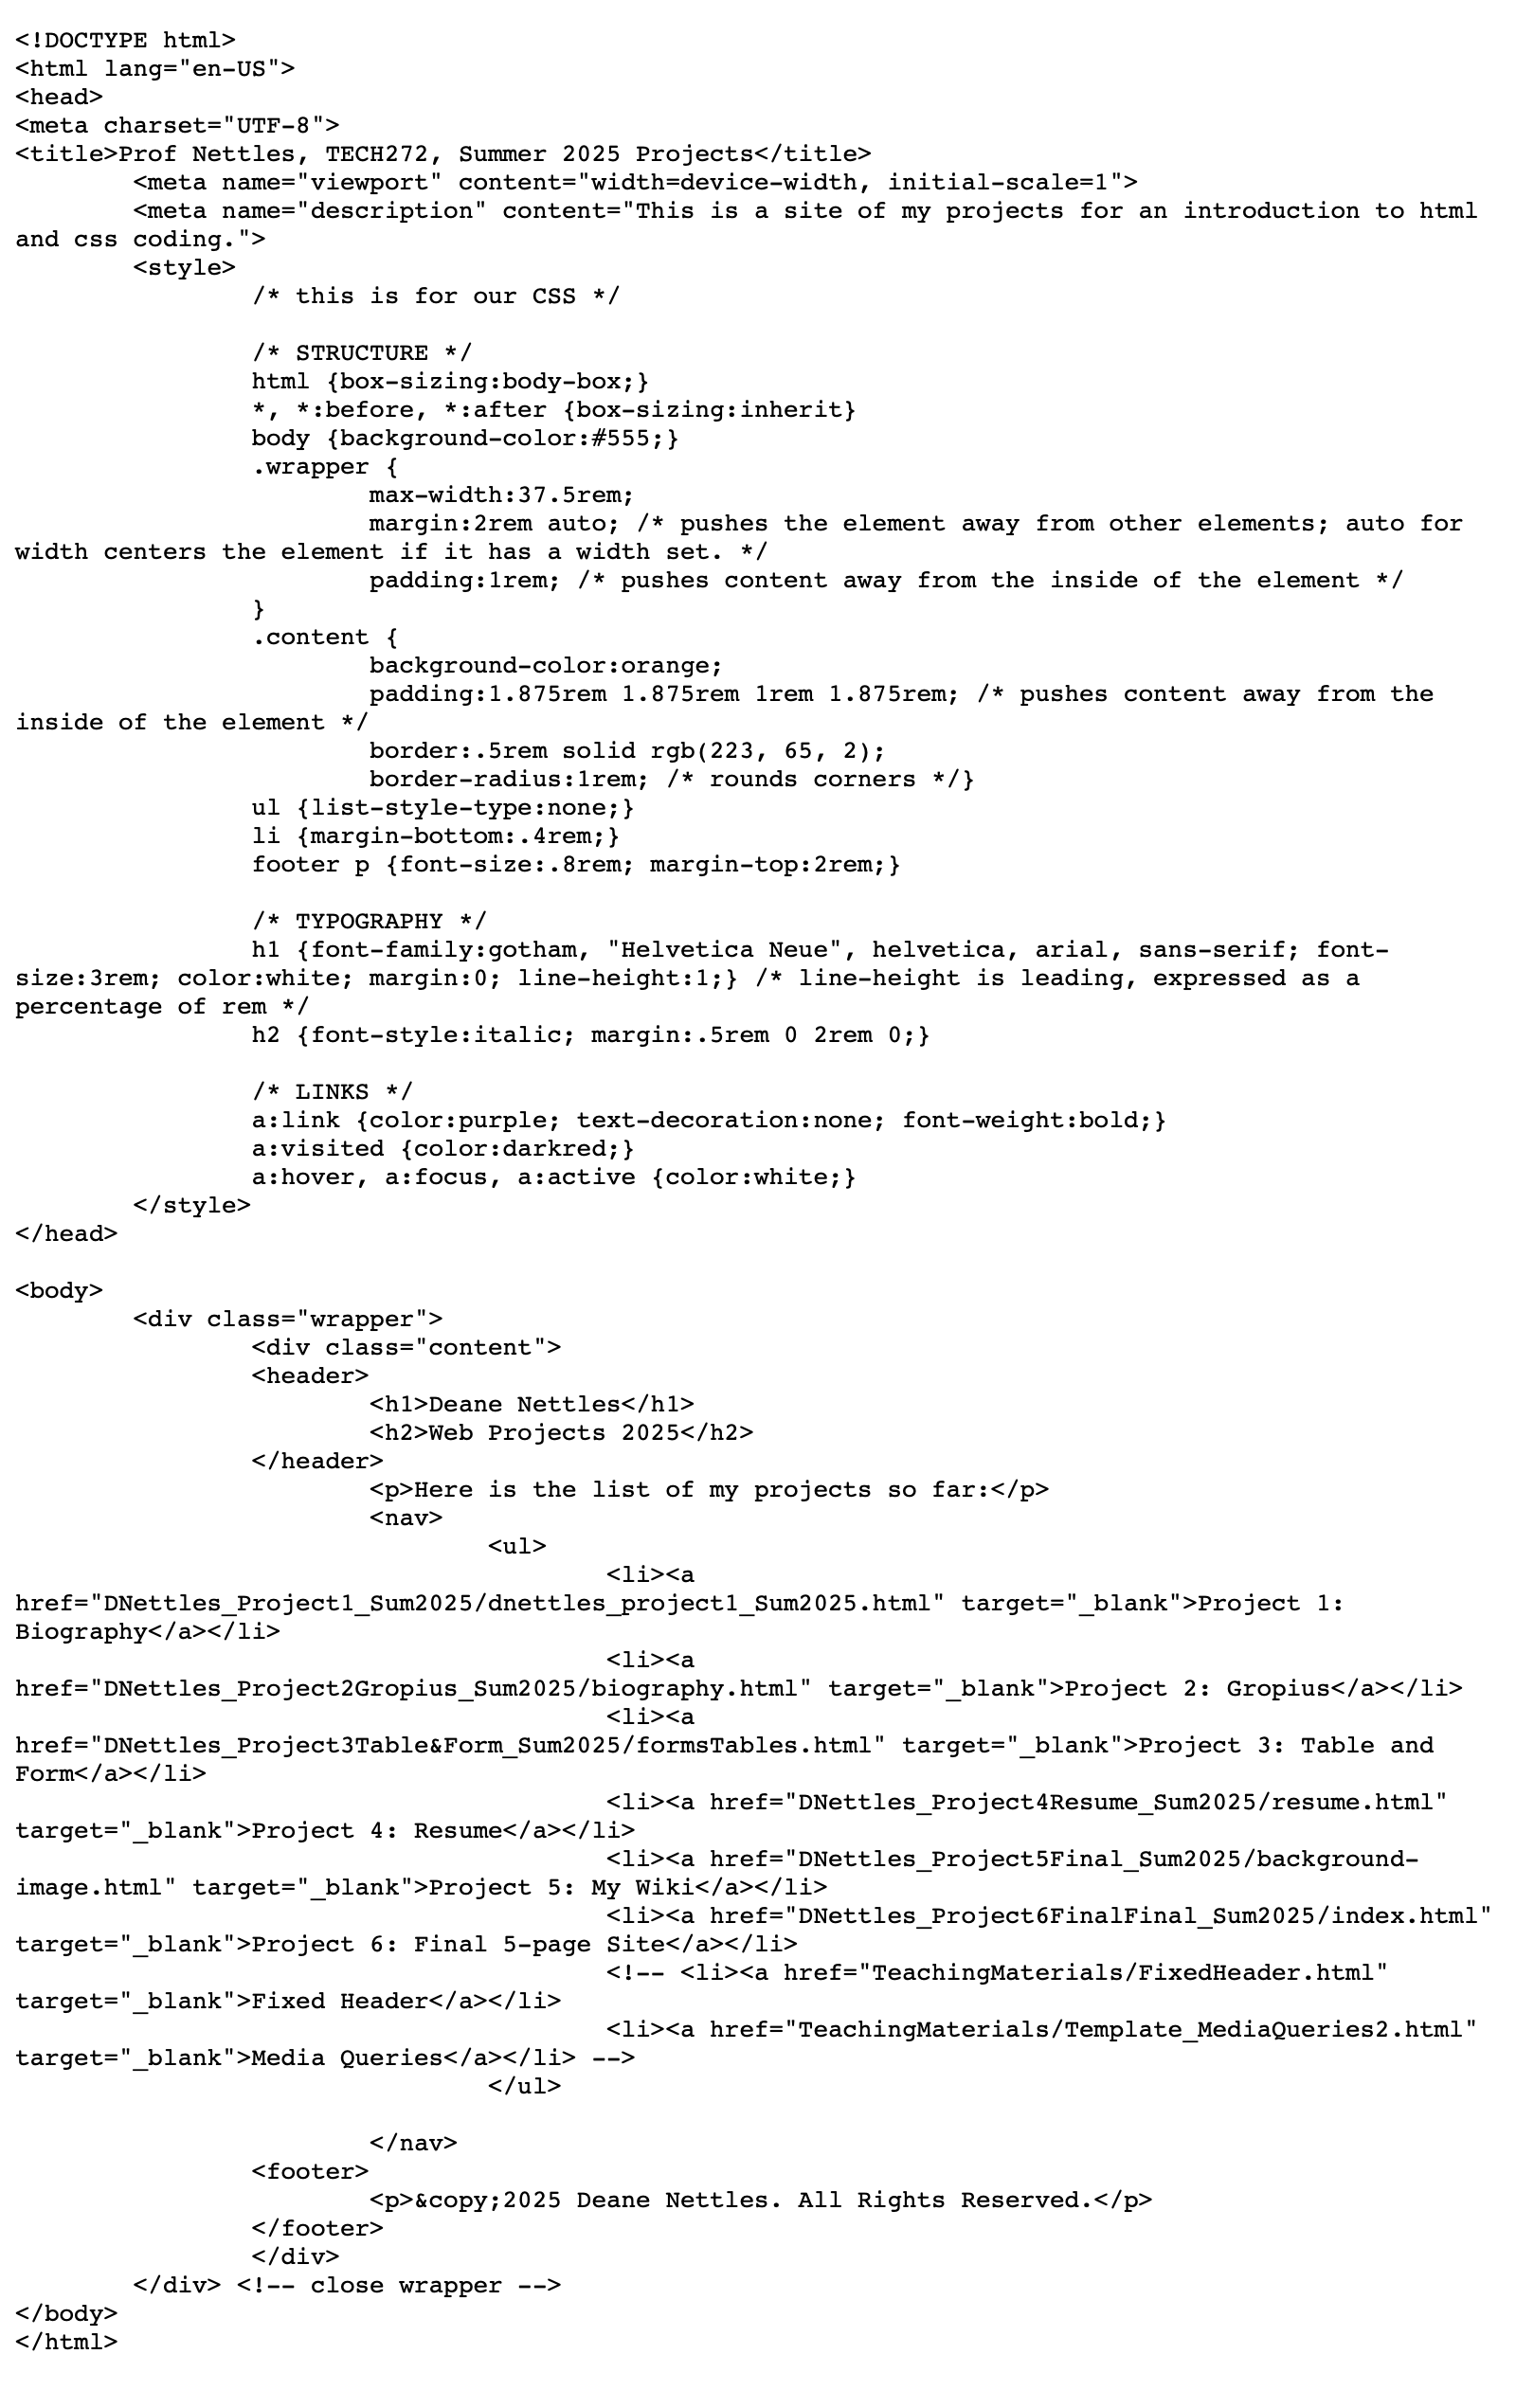 <!DOCTYPE html>
<html lang="en-US">
<head>
<meta charset="UTF-8">
<title>Prof Nettles, TECH272, Summer 2025 Projects</title>
<meta name="viewport" content="width=device-width, initial-scale=1">
<meta name="description" content="This is a site of my projects for an introduction to html
and css coding.">
<style>
/* this is for our CSS */
/* STRUCTURE */
html {box-sizing:body-box;}
*, *:before, *:after {box-sizing:inherit}
body {background-color:#555;}
.wrapper {
max-width:37.5rem;
margin:2rem auto; /* pushes the element away from other elements; auto for
width centers the element if it has a width set. */
padding:1rem; /* pushes content away from the inside of the element */
}
.content {
background-color:orange;
padding:1.875rem 1.875rem 1rem 1.875rem; /* pushes content away from the
inside of the element */
border:.5rem solid rgb(223, 65, 2);
border-radius:1rem; /* rounds corners */}
ul {list-style-type:none;}
li {margin-bottom:.4rem;}
footer p {font-size:.8rem; margin-top:2rem;}
/* TYPOGRAPHY */
h1 {font-family:gotham, "Helvetica Neue", helvetica, arial, sans-serif; font-
size:3rem; color:white; margin:0; line-height:1;} /* line-height is leading, expressed as a
percentage of rem */
h2 {font-style:italic; margin:.5rem 0 2rem 0;}
/* LINKS */
a:link {color:purple; text-decoration:none; font-weight:bold;}
a:visited {color:darkred;}
a:hover, a:focus, a:active {color:white;}
</style>
</head>
<body>
<div class="wrapper">
<div class="content">
<header>
<h1>Deane Nettles</h1>
<h2>Web Projects 2025</h2>
</header>
<p>Here is the list of my projects so far:</p>
<nav>
<ul>
<li><a
href="DNettles_Project1_Sum2025/dnettles_project1_Sum2025.html" target="_blank">Project 1:
Biography</a></li>
<li><a
href="DNettles_Project2Gropius_Sum2025/biography.html" target="_blank">Project 2: Gropius</a></li>
<li><a
href="DNettles_Project3Table&Form_Sum2025/formsTables.html" target="_blank">Project 3: Table and
Form</a></li>
<li><a href="DNettles_Project4Resume_Sum2025/resume.html"
target="_blank">Project 4: Resume</a></li>
<li><a href="DNettles_Project5Final_Sum2025/background-
image.html" target="_blank">Project 5: My Wiki</a></li>
<li><a href="DNettles_Project6FinalFinal_Sum2025/index.html"
target="_blank">Project 6: Final 5-page Site</a></li>
<!-- <li><a href="TeachingMaterials/FixedHeader.html"
target="_blank">Fixed Header</a></li>
<li><a href="TeachingMaterials/Template_MediaQueries2.html"
target="_blank">Media Queries</a></li> -->
</ul>
</nav>
<footer>
<p>&copy;2025 Deane Nettles. All Rights Reserved.</p>
</footer>
</div>
</div> <!-- close wrapper -->
</body>
</html>